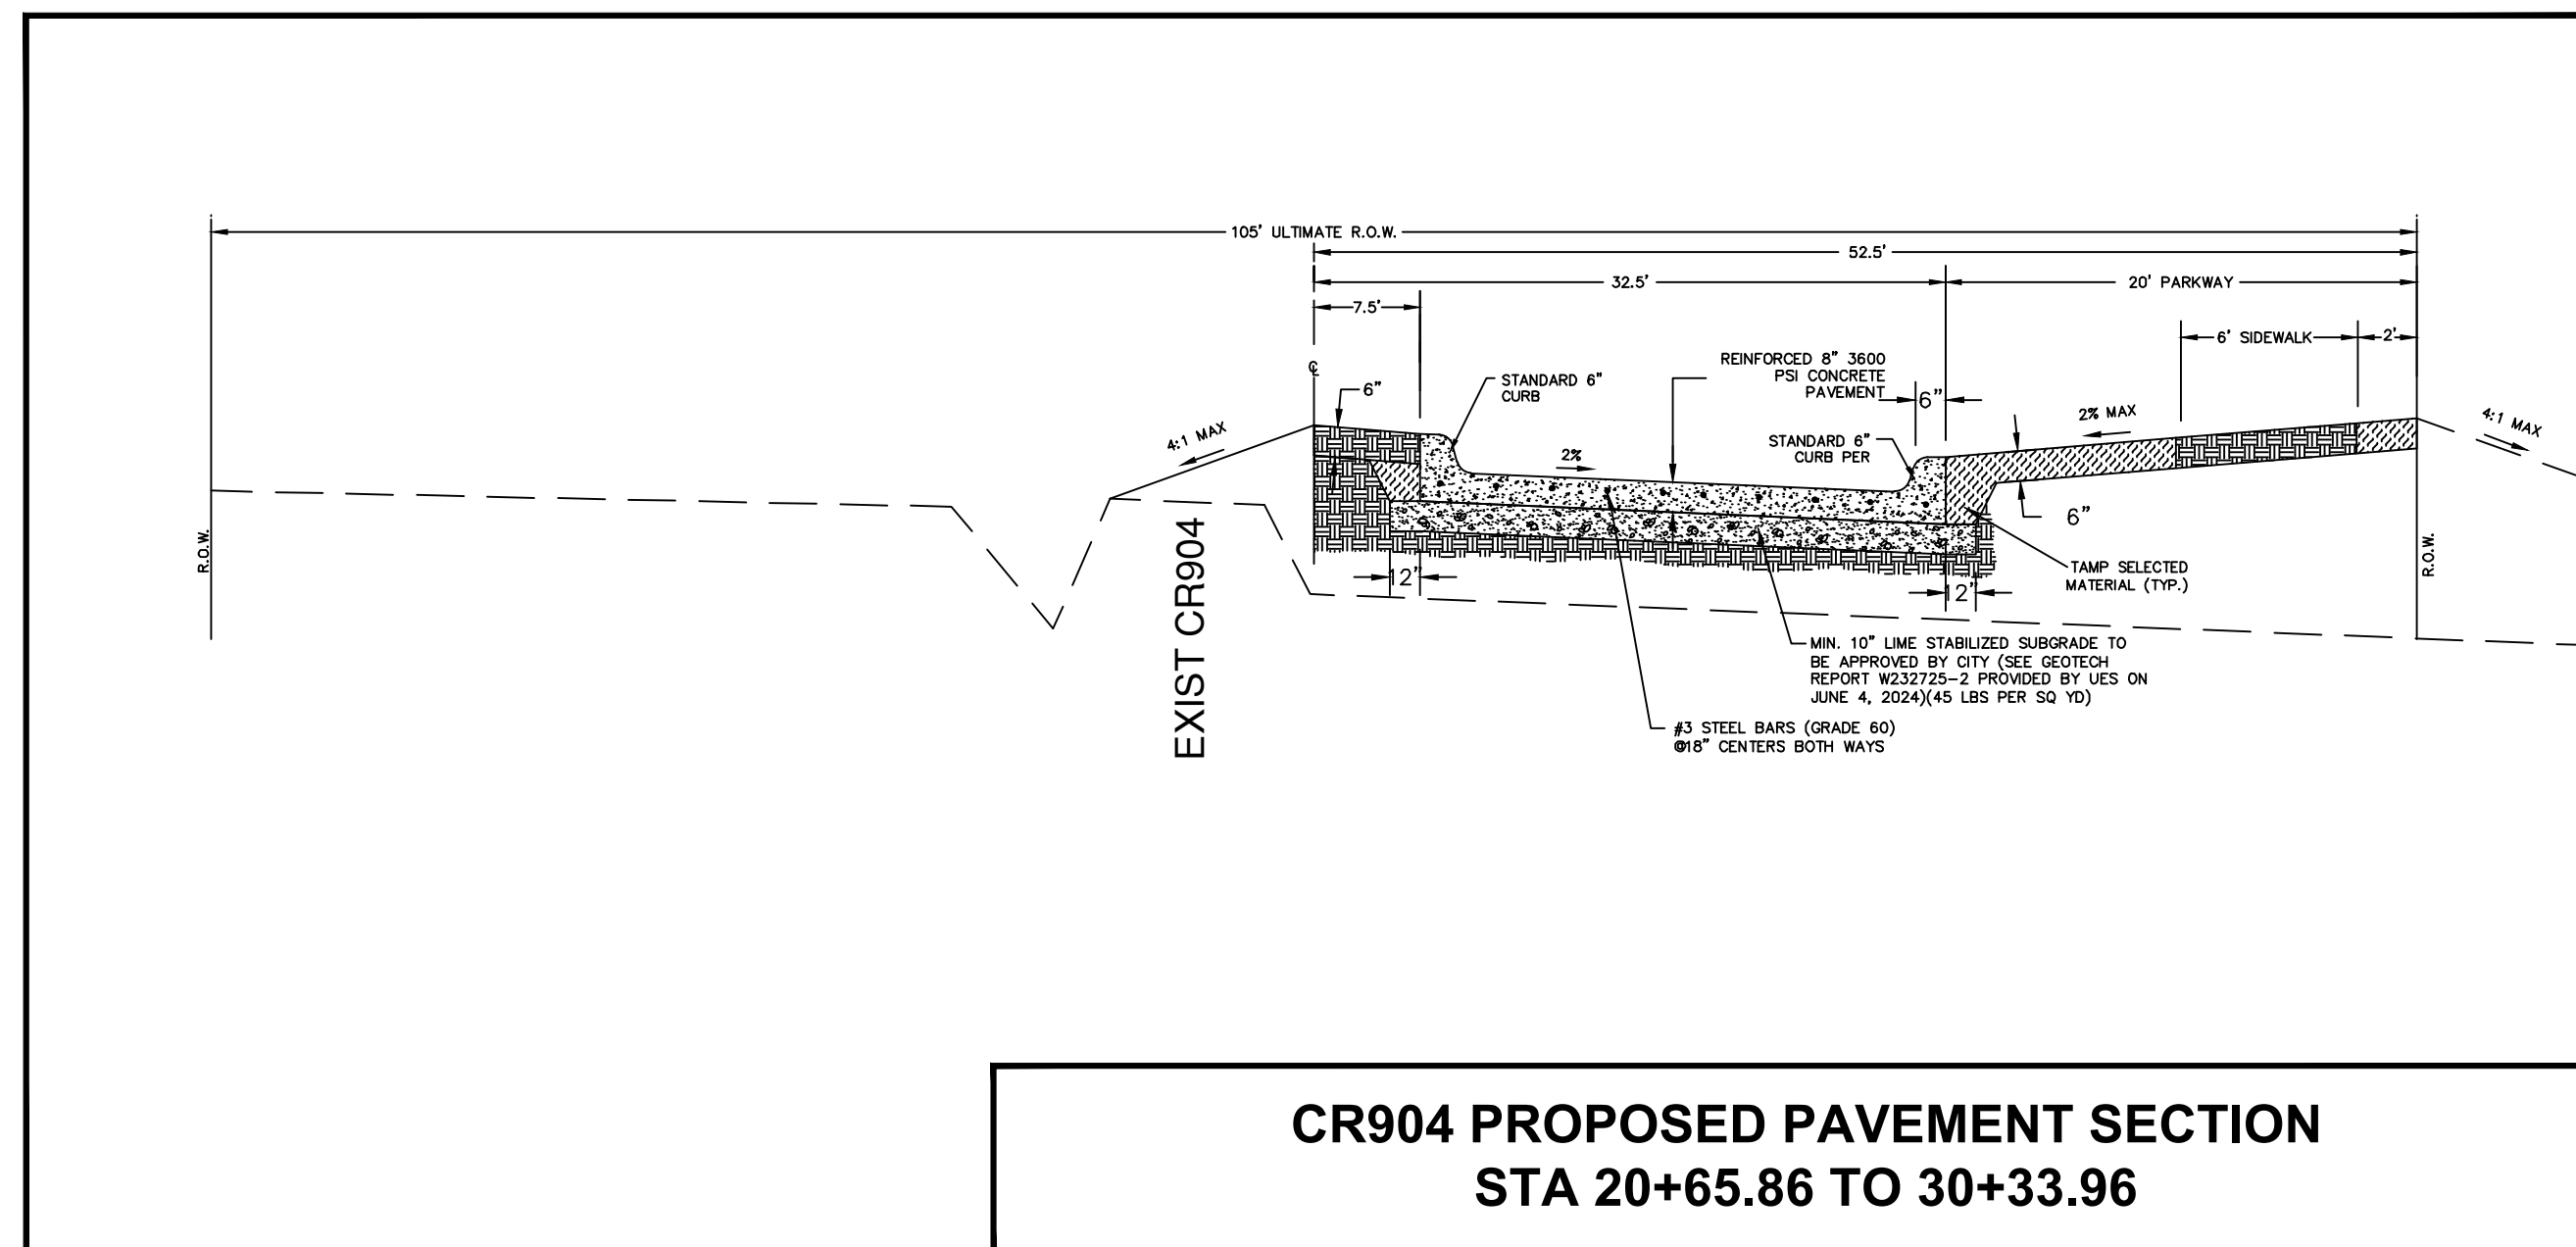 105' ULTIMATE R.O.W.
52.5'
32.5'
20' PARKWAY
7.5'
6' SIDEWALK
2'
℄
6"
STANDARD 6"
CURB
REINFORCED 8" 3600
PSI CONCRETE
PAVEMENT
6"
2% MAX
4:1 MAX
4:1 MAX
2%
STANDARD 6"
CURB PER
6"
R.O.W.
R.O.W.
EXIST CR904
12"
12"
TAMP SELECTED
MATERIAL (TYP.)
MIN. 10" LIME STABILIZED SUBGRADE TO
BE APPROVED BY CITY (SEE GEOTECH
REPORT W232725-2 PROVIDED BY UES ON
JUNE 4, 2024)(45 LBS PER SQ YD)
#3 STEEL BARS (GRADE 60)
@18" CENTERS BOTH WAYS
CR904 PROPOSED PAVEMENT SECTION
STA 20+65.86 TO 30+33.96